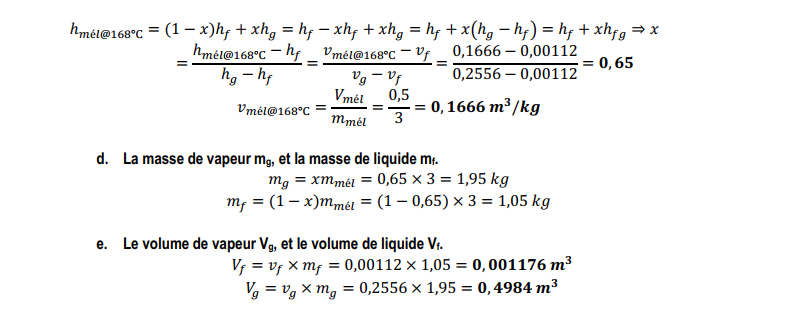 h_{mél@168°C} = (1 − x)h_f + xh_g = h_f − xh_f + xh_g = h_f + x(h_g − h_f) = h_f + xh_{fg} ⇒ x
= \frac{h_{mél@168°C} − h_f}{h_g − h_f} = \frac{v_{mél@168°C} − v_f}{v_g − v_f} = \frac{0,1666 − 0,00112}{0,2556 − 0,00112} = 0,65
v_{mél@168°C} = \frac{V_{mél}}{m_{mél}} = \frac{0,5}{3} = 0,1666 m³/kg
d. La masse de vapeur m_g, et la masse de liquide m_f.
m_g = xm_{mél} = 0,65 × 3 = 1,95 kg
m_f = (1 − x)m_{mél} = (1 − 0,65) × 3 = 1,05 kg
e. Le volume de vapeur V_g, et le volume de liquide V_f.
V_f = v_f × m_f = 0,00112 × 1,05 = 0,001176 m³
V_g = v_g × m_g = 0,2556 × 1,95 = 0,4984 m³